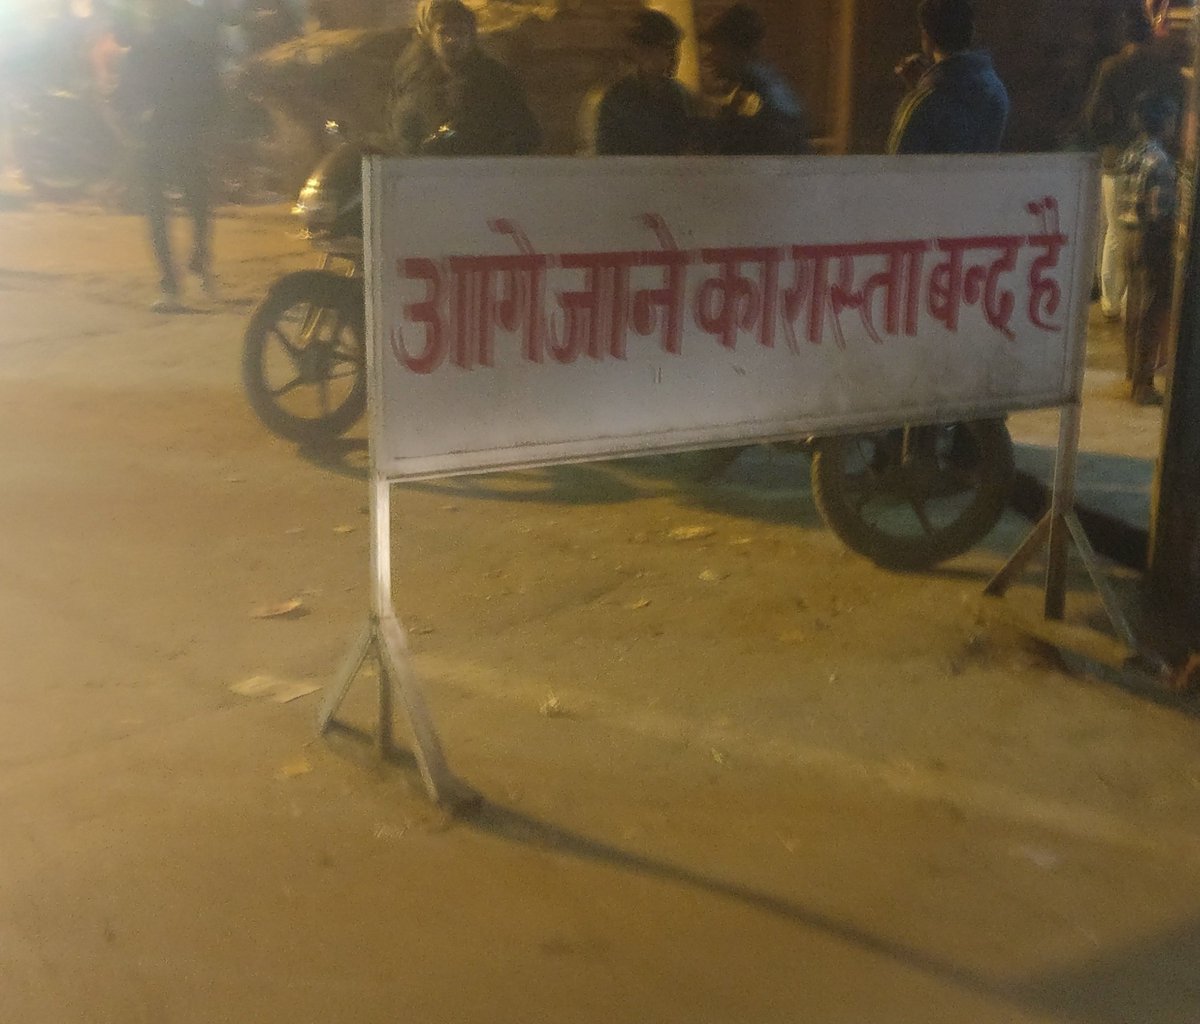 आगे जाने का रास्ता बन्द है